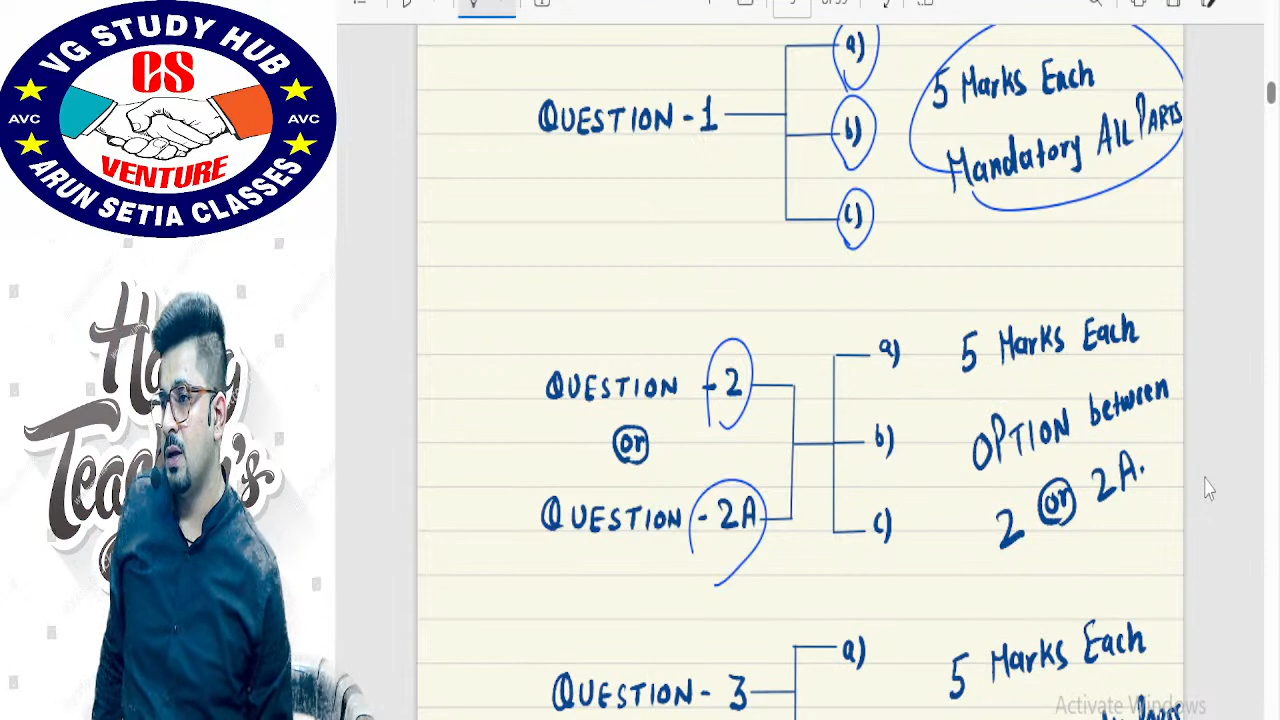 VG STUDY HUB
CS
AVC
AVC
VENTURE
ARUN SETIA CLASSES
Teacher's
QUESTION - 1
a)
b)
c)
5 Marks Each
Mandatory All PARTS
QUESTION - 2
or
QUESTION - 2A
a)
b)
c)
5 Marks Each
OPTION between
2 or 2A.
QUESTION - 3
a)
5 Marks Each
PARTS
Activate Windows